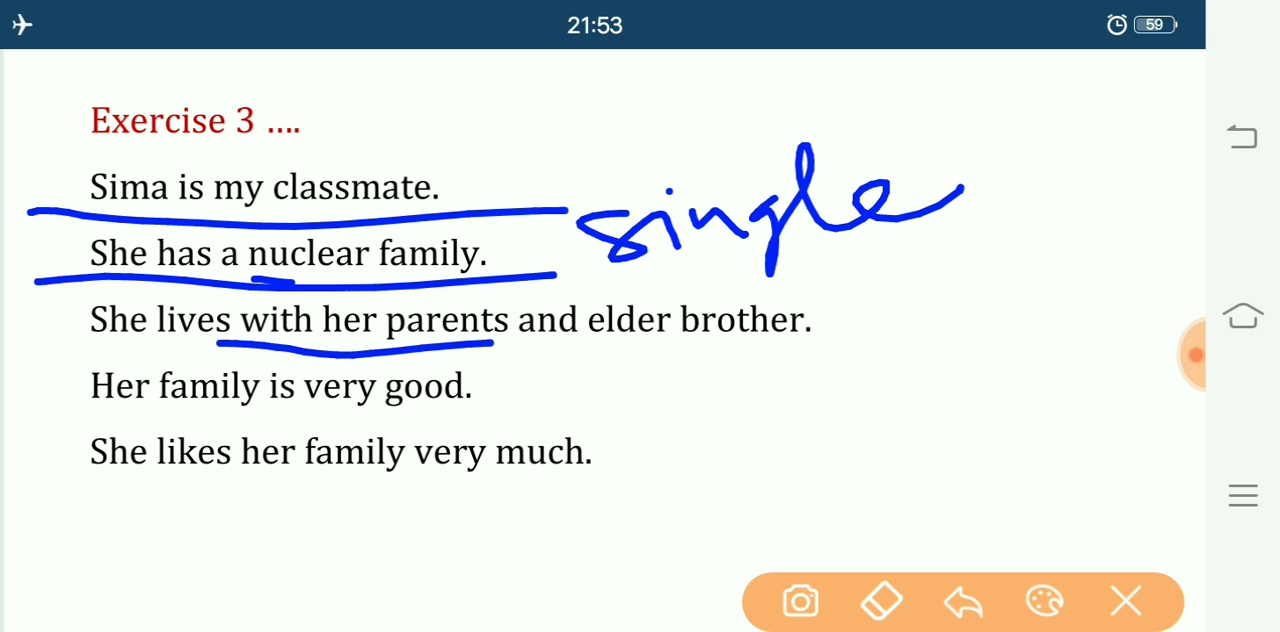 21:53
59
Exercise 3 ....
Sima is my classmate.
single
She has a nuclear family.
She lives with her parents and elder brother.
Her family is very good.
She likes her family very much.